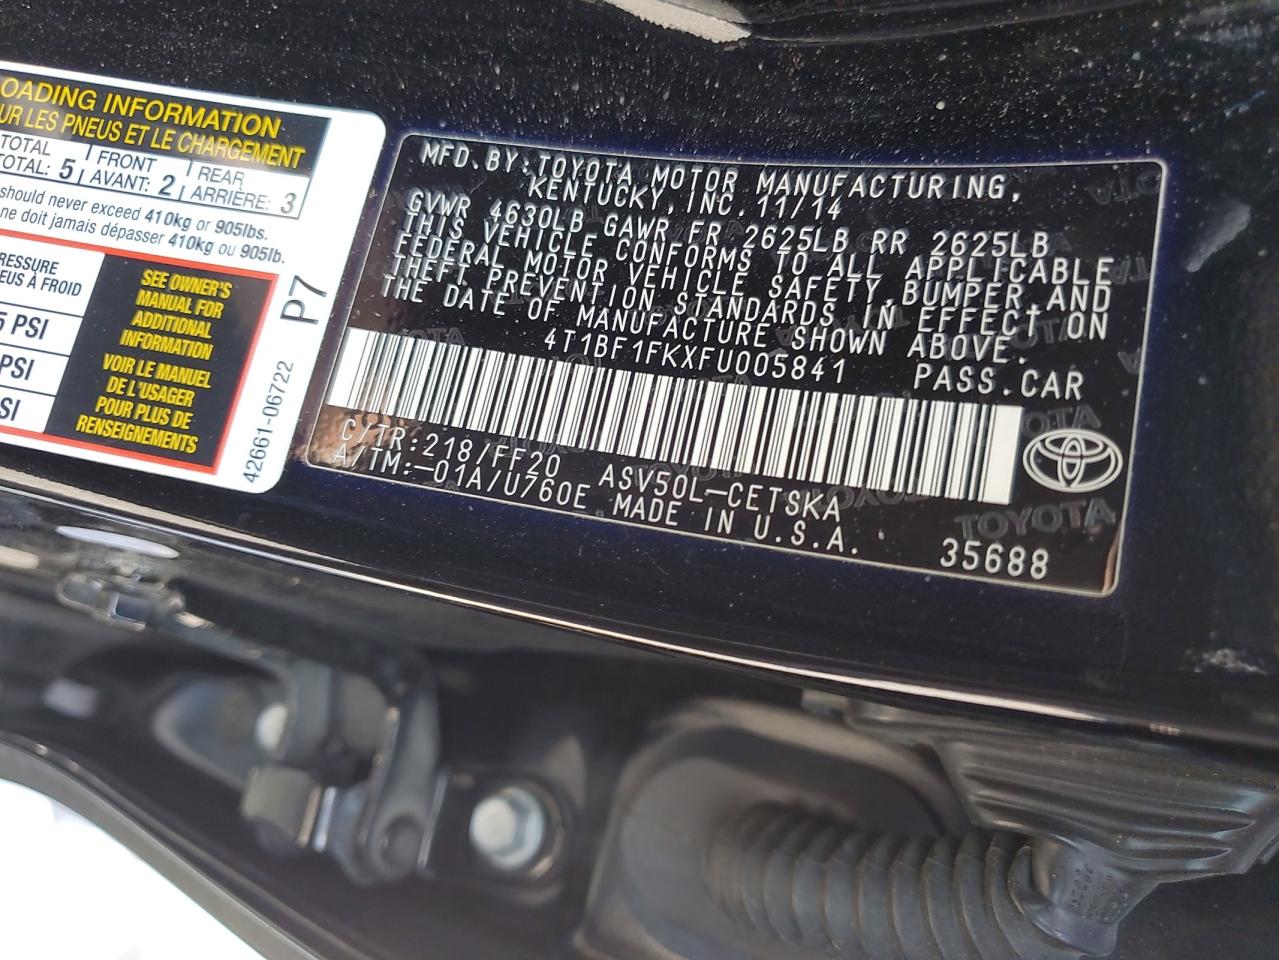 OADING INFORMATION
UR LES PNEUS ET LE CHARGEMENT
TOTAL FRONT REAR
TOTAL: 5 AVANT: 2 ARRIÈRE: 3
should never exceed 410kg or 905lbs.
ne doit jamais dépasser 410kg ou 905lb.
RESSURE
EUS À FROID
5 PSI
PSI
SI
SEE OWNER'S
MANUAL FOR
ADDITIONAL
INFORMATION
VOIR LE MANUEL
DE L'USAGER
POUR PLUS DE
RENSEIGNEMENTS
P7
42661-06722
MFD. BY: TOYOTA MOTOR MANUFACTURING,
KENTUCKY, INC. 11/14
GVWR 4630LB GAWR FR 2625LB RR 2625LB
THIS VEHICLE CONFORMS TO ALL APPLICABLE
FEDERAL MOTOR VEHICLE SAFETY, BUMPER, AND
THEFT PREVENTION STANDARDS IN EFFECT ON
THE DATE OF MANUFACTURE SHOWN ABOVE.
4T1BF1FKXFU005841 PASS.CAR
C/TR:218/FF20 ASV50L-CETSKA
A/TM:-01A/U760E MADE IN U.S.A.
TOYOTA
35688